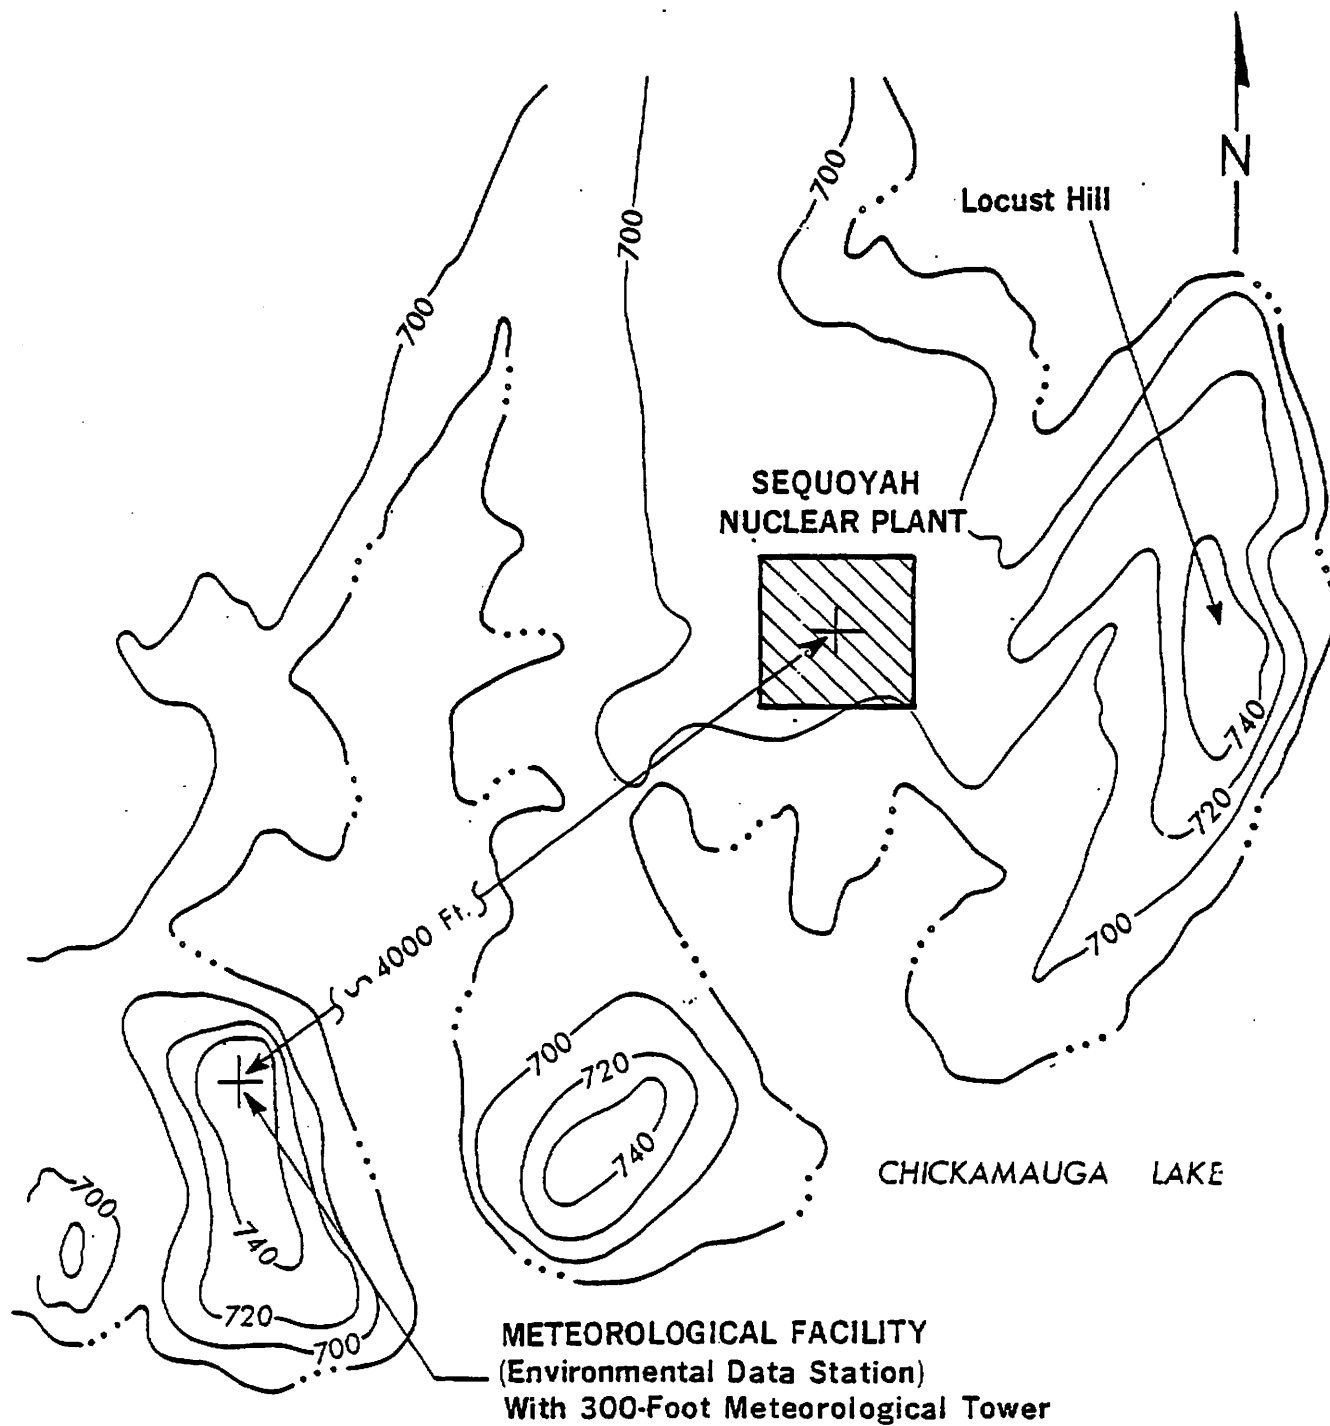 N
Locust Hill
700
700
700
SEQUOYAH
NUCLEAR PLANT
740
720
700
~ 4000 Ft.
700
720
740
CHICKAMAUGA LAKE
700
740
720
700
METEOROLOGICAL FACILITY
(Environmental Data Station)
With 300-Foot Meteorological Tower